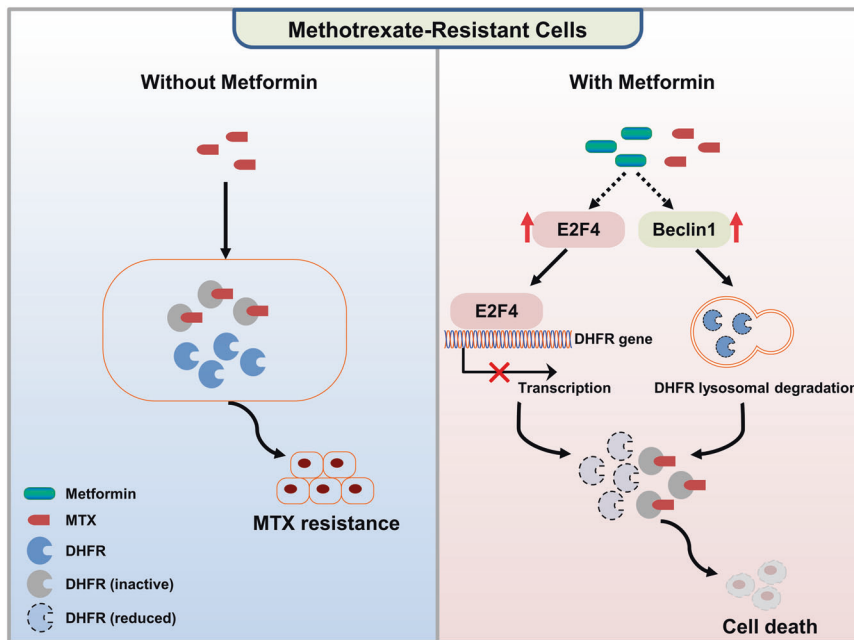 Methotrexate-Resistant Cells
Without Metformin
With Metformin
E2F4
Beclin1
E2F4
DHFR gene
Transcription
DHFR lysosomal degradation
MTX resistance
Metformin
MTX
DHFR
DHFR (inactive)
DHFR (reduced)
Cell death